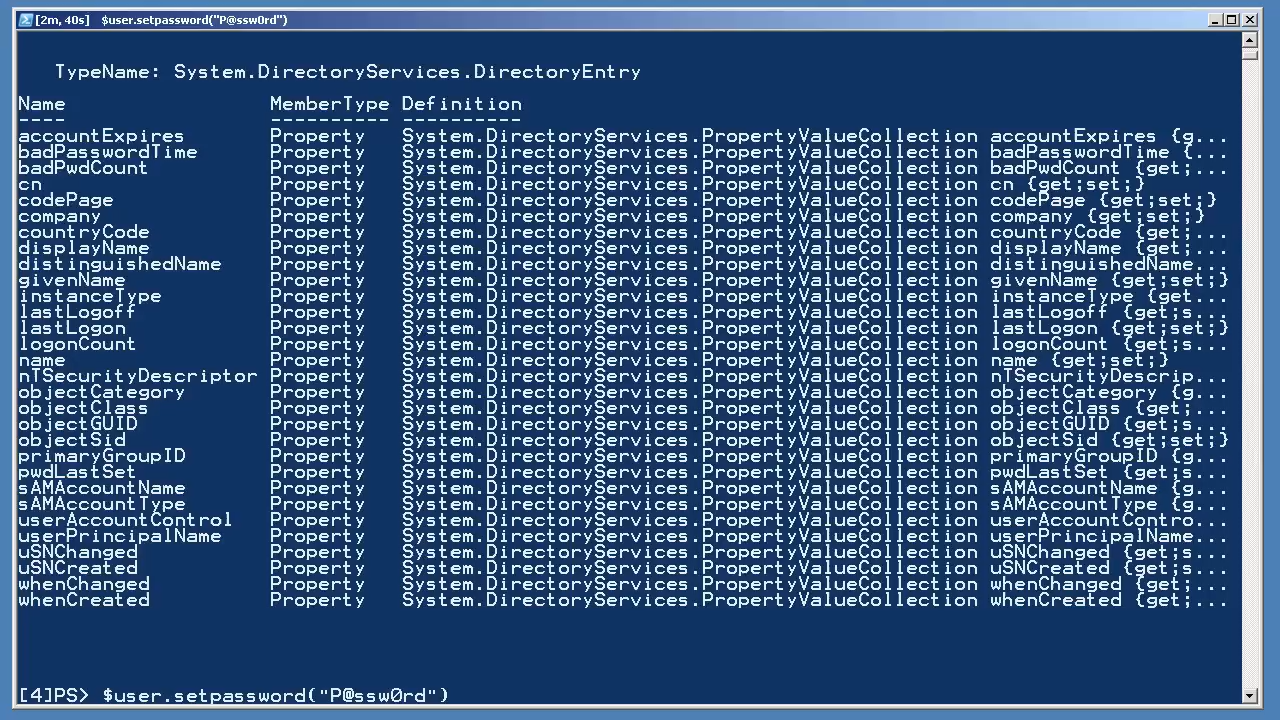 [2m, 40s] $user.setpassword("P@ssw0rd")
TypeName: System.DirectoryServices.DirectoryEntry
Name MemberType Definition
---- ---------- ----------
accountExpires Property System.DirectoryServices.PropertyValueCollection accountExpires {g...
badPasswordTime Property System.DirectoryServices.PropertyValueCollection badPasswordTime {...
badPwdCount Property System.DirectoryServices.PropertyValueCollection badPwdCount {get;...
cn Property System.DirectoryServices.PropertyValueCollection cn {get;set;}
codePage Property System.DirectoryServices.PropertyValueCollection codePage {get;set;}
company Property System.DirectoryServices.PropertyValueCollection company {get;set;}
countryCode Property System.DirectoryServices.PropertyValueCollection countryCode {get;...
displayName Property System.DirectoryServices.PropertyValueCollection displayName {get;...
distinguishedName Property System.DirectoryServices.PropertyValueCollection distinguishedName...
givenName Property System.DirectoryServices.PropertyValueCollection givenName {get;set;}
instanceType Property System.DirectoryServices.PropertyValueCollection instanceType {get...
lastLogoff Property System.DirectoryServices.PropertyValueCollection lastLogoff {get;s...
lastLogon Property System.DirectoryServices.PropertyValueCollection lastLogon {get;set;}
logonCount Property System.DirectoryServices.PropertyValueCollection logonCount {get;s...
name Property System.DirectoryServices.PropertyValueCollection name {get;set;}
nTSecurityDescriptor Property System.DirectoryServices.PropertyValueCollection nTSecurityDescrip...
objectCategory Property System.DirectoryServices.PropertyValueCollection objectCategory {g...
objectClass Property System.DirectoryServices.PropertyValueCollection objectClass {get;...
objectGUID Property System.DirectoryServices.PropertyValueCollection objectGUID {get;s...
objectSid Property System.DirectoryServices.PropertyValueCollection objectSid {get;set;}
primaryGroupID Property System.DirectoryServices.PropertyValueCollection primaryGroupID {g...
pwdLastSet Property System.DirectoryServices.PropertyValueCollection pwdLastSet {get;s...
sAMAccountName Property System.DirectoryServices.PropertyValueCollection sAMAccountName {g...
sAMAccountType Property System.DirectoryServices.PropertyValueCollection sAMAccountType {g...
userAccountControl Property System.DirectoryServices.PropertyValueCollection userAccountContro...
userPrincipalName Property System.DirectoryServices.PropertyValueCollection userPrincipalName...
uSNChanged Property System.DirectoryServices.PropertyValueCollection uSNChanged {get;s...
uSNCreated Property System.DirectoryServices.PropertyValueCollection uSNCreated {get;s...
whenChanged Property System.DirectoryServices.PropertyValueCollection whenChanged {get;...
whenCreated Property System.DirectoryServices.PropertyValueCollection whenCreated {get;...
[4]PS> $user.setpassword("P@ssw0rd")